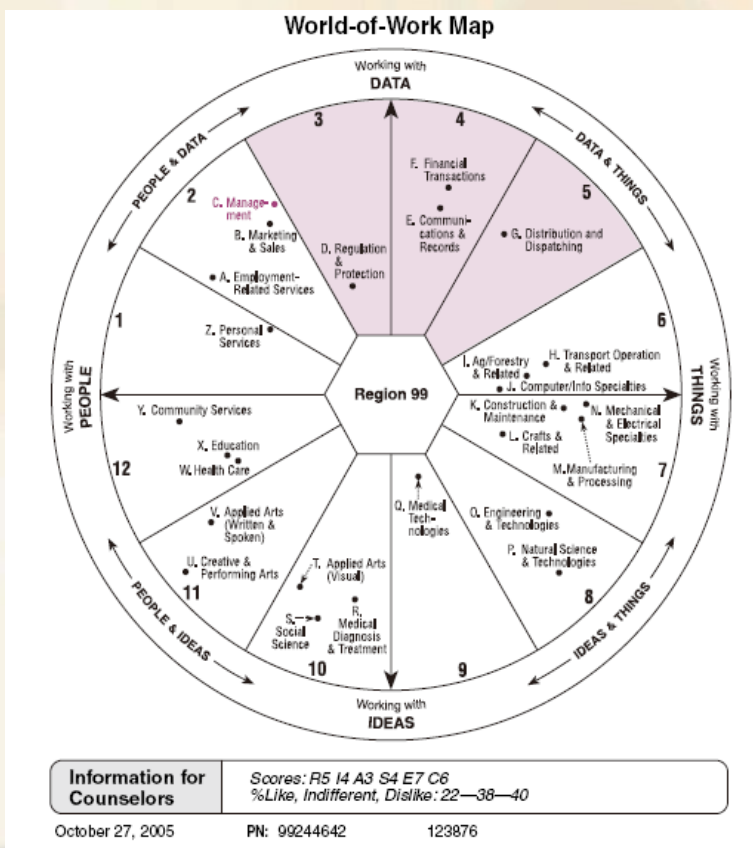 World-of-Work Map
Working with
DATA
PEOPLE & DATA
DATA & THINGS
3
4
2
5
F. Financial
Transactions
C. Manage-
ment
E. Communi-
cations &
Records
B. Marketing
& Sales
G. Distribution and
Dispatching
D. Regulation
&
Protection
A. Employment-
Related Services
1
6
Z. Personal
Services
H. Transport Operation
& Related
I. Ag/Forestry
& Related
J. Computer/Info Specialties
Working with
PEOPLE
Region 99
Working with
THINGS
Y. Community Services
K. Construction &
Maintenance
N. Mechanical
& Electrical
Specialties
X. Education
L. Crafts &
Related
W. Health Care
12
7
M. Manufacturing
& Processing
V. Applied Arts
(Written &
Spoken)
Q. Medical
Tech-
nologies
O. Engineering
& Technologies
U. Creative &
Performing Arts
T. Applied Arts
(Visual)
P. Natural Science
& Technologies
11
8
S.
Social
Science
R.
Medical
Diagnosis
& Treatment
10
9
PEOPLE & IDEAS
IDEAS & THINGS
Working with
IDEAS
Information for
Counselors
Scores: R5 I4 A3 S4 E7 C6
%Like, Indifferent, Dislike: 22—38—40
October 27, 2005 PN: 99244642 123876